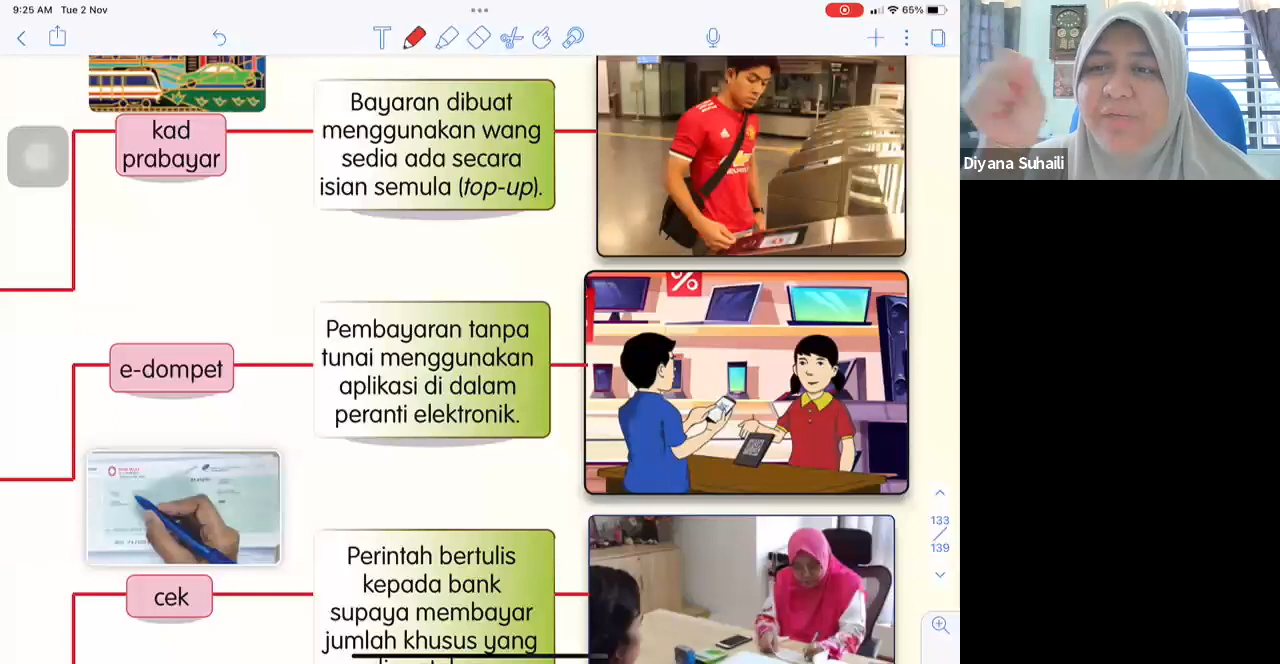 9:25 AM Tue 2 Nov
65%
T
kad
prabayar
Bayaran dibuat
menggunakan wang
sedia ada secara
isian semula (top-up).
Diyana Suhaili
e-dompet
Pembayaran tanpa
tunai menggunakan
aplikasi di dalam
peranti elektronik.
%
133
139
cek
Perintah bertulis
kepada bank
supaya membayar
jumlah khusus yang